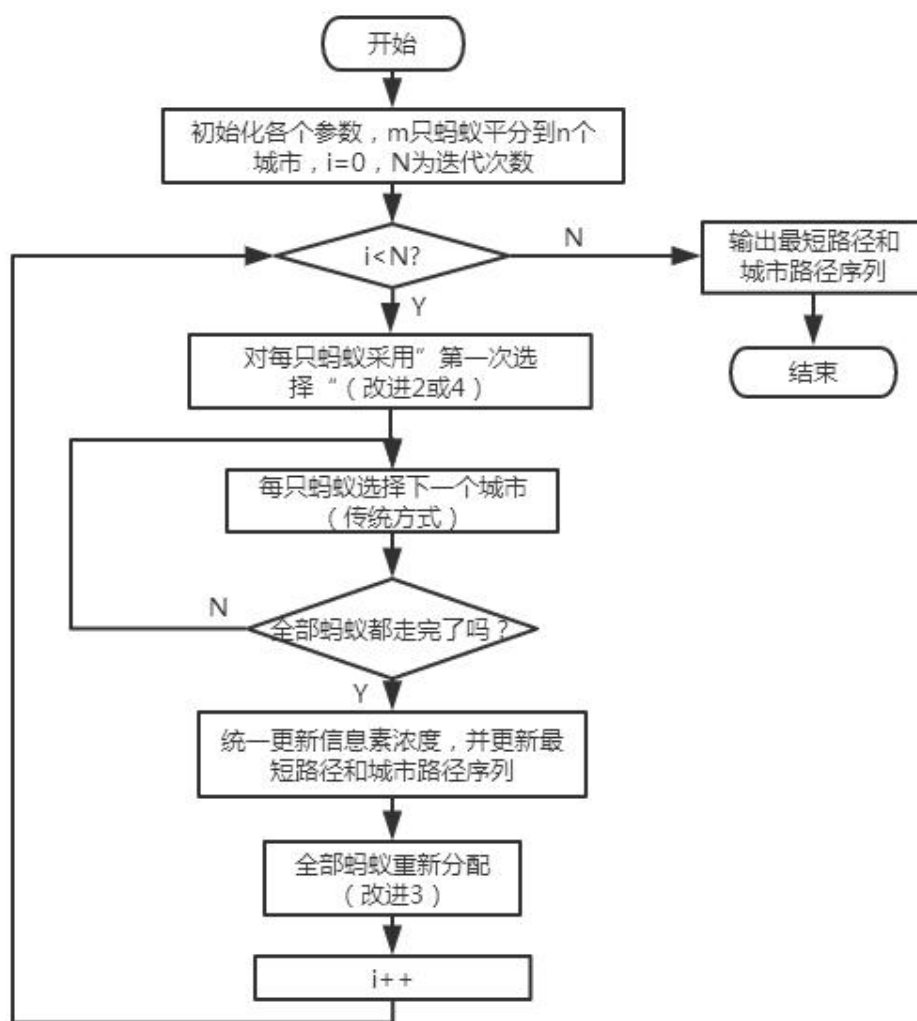 开始
初始化各个参数，m只蚂蚁平分到n个
城市，i=0，N为迭代次数
i<N?
N
输出最短路径和
城市路径序列
Y
结束
对每只蚂蚁采用”第一次选
择“（改进2或4）
每只蚂蚁选择下一个城市
（传统方式）
N
全部蚂蚁都走完了吗？
Y
统一更新信息素浓度，并更新最
短路径和城市路径序列
全部蚂蚁重新分配
（改进3）
i++